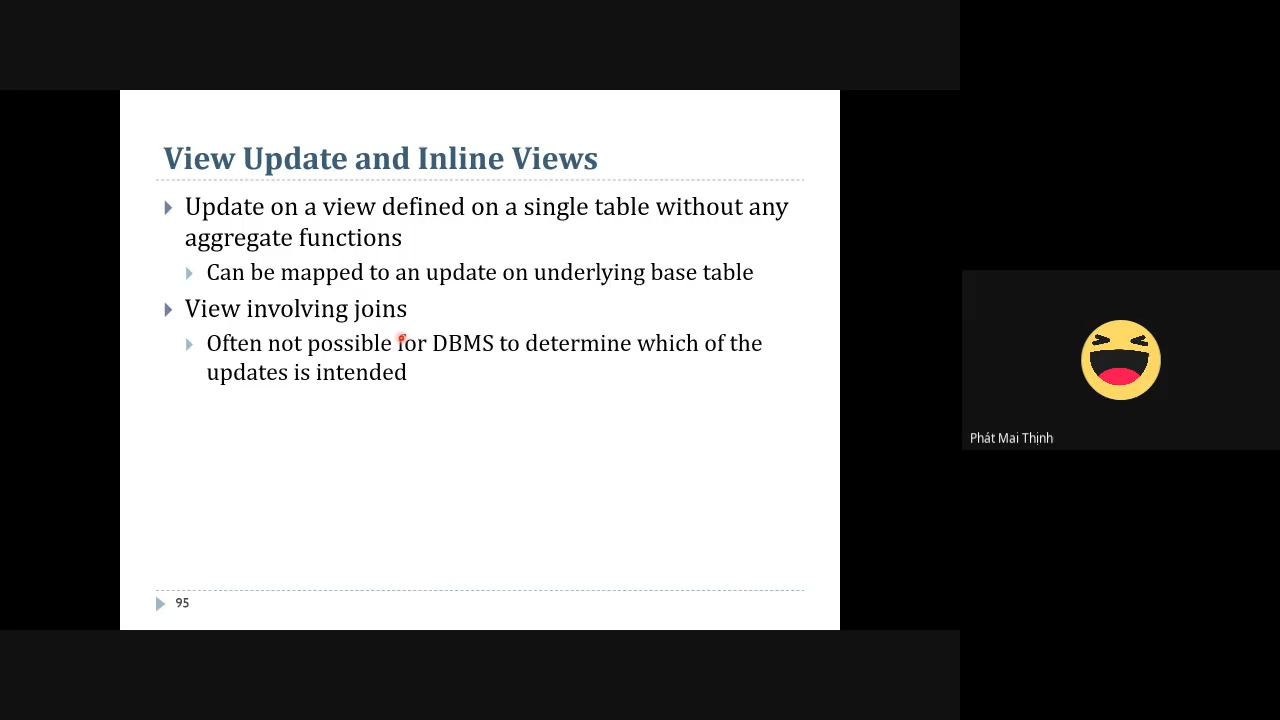 View Update and Inline Views
Update on a view defined on a single table without any
aggregate functions
Can be mapped to an update on underlying base table
View involving joins
Often not possible for DBMS to determine which of the
updates is intended
95
Phát Mai Thịnh